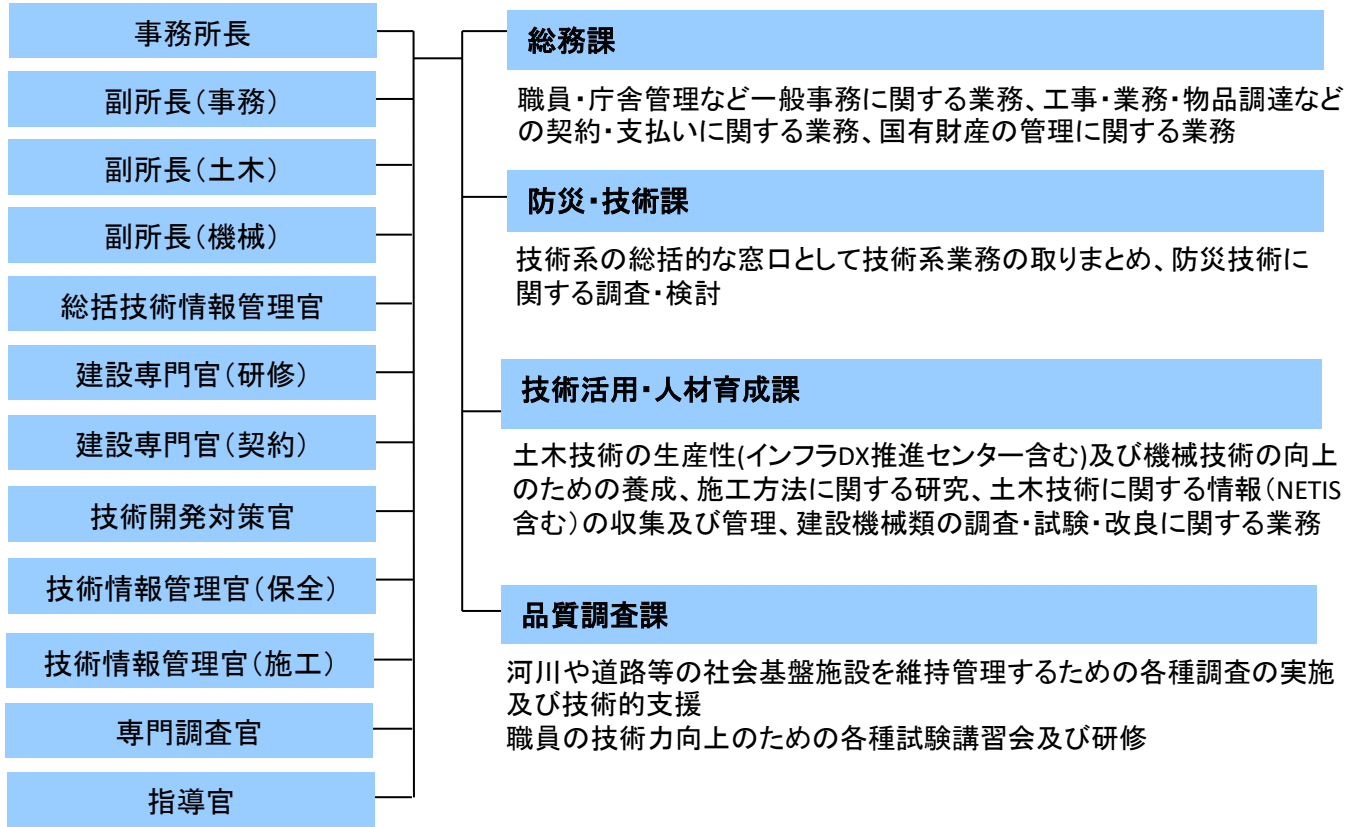 事務所長
副所長（事務）
副所長（土木）
副所長（機械）
総括技術情報管理官
建設専門官（研修）
建設専門官（契約）
技術開発対策官
技術情報管理官（保全）
技術情報管理官（施工）
専門調査官
指導官
総務課
職員・庁舎管理など一般事務に関する業務、工事・業務・物品調達など
の契約・支払いに関する業務、国有財産の管理に関する業務
防災・技術課
技術系の総括的な窓口として技術系業務の取りまとめ、防災技術に
関する調査・検討
技術活用・人材育成課
土木技術の生産性(インフラDX推進センター含む)及び機械技術の向上
のための養成、施工方法に関する研究、土木技術に関する情報（NETIS
含む）の収集及び管理、建設機械類の調査・試験・改良に関する業務
品質調査課
河川や道路等の社会基盤施設を維持管理するための各種調査の実施
及び技術的支援
職員の技術力向上のための各種試験講習会及び研修